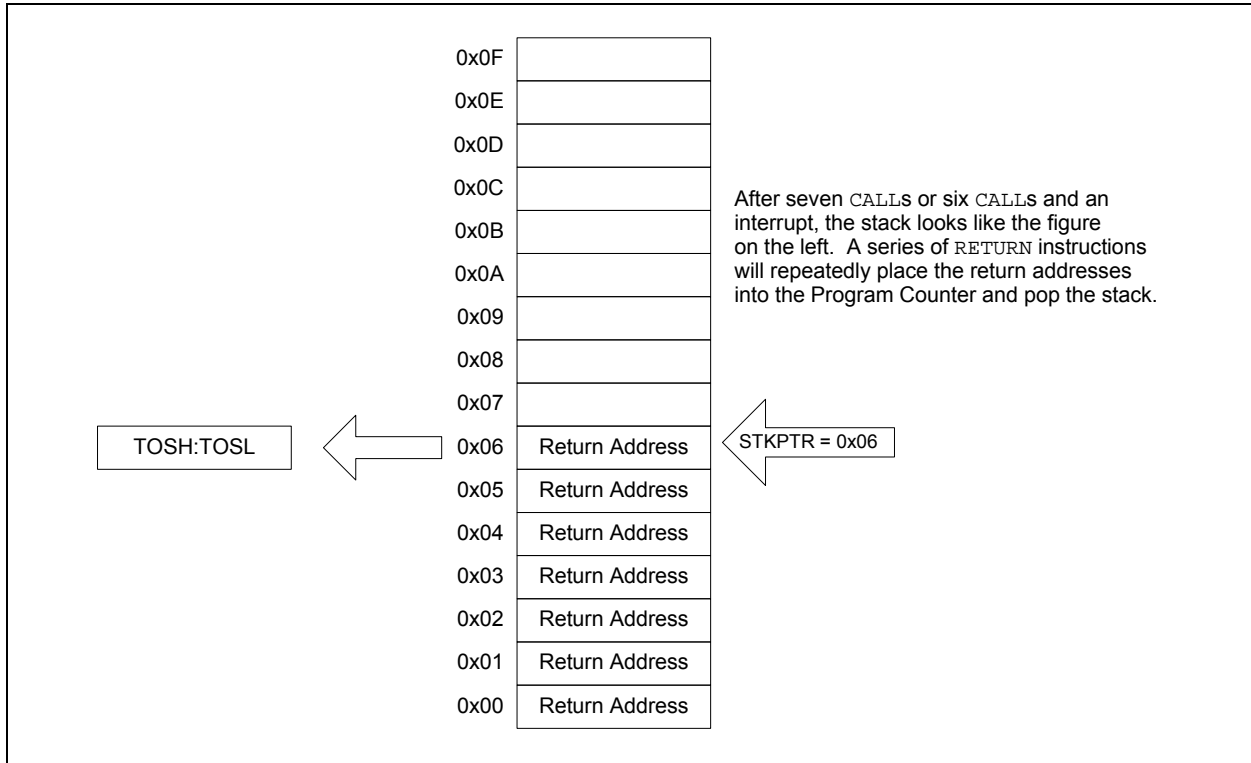 0x0F
0x0E
0x0D
0x0C
0x0B
0x0A
0x09
0x08
0x07
0x06 Return Address
0x05 Return Address
0x04 Return Address
0x03 Return Address
0x02 Return Address
0x01 Return Address
0x00 Return Address
After seven CALLs or six CALLs and an
interrupt, the stack looks like the figure
on the left. A series of RETURN instructions
will repeatedly place the return addresses
into the Program Counter and pop the stack.
TOSH:TOSL
STKPTR = 0x06